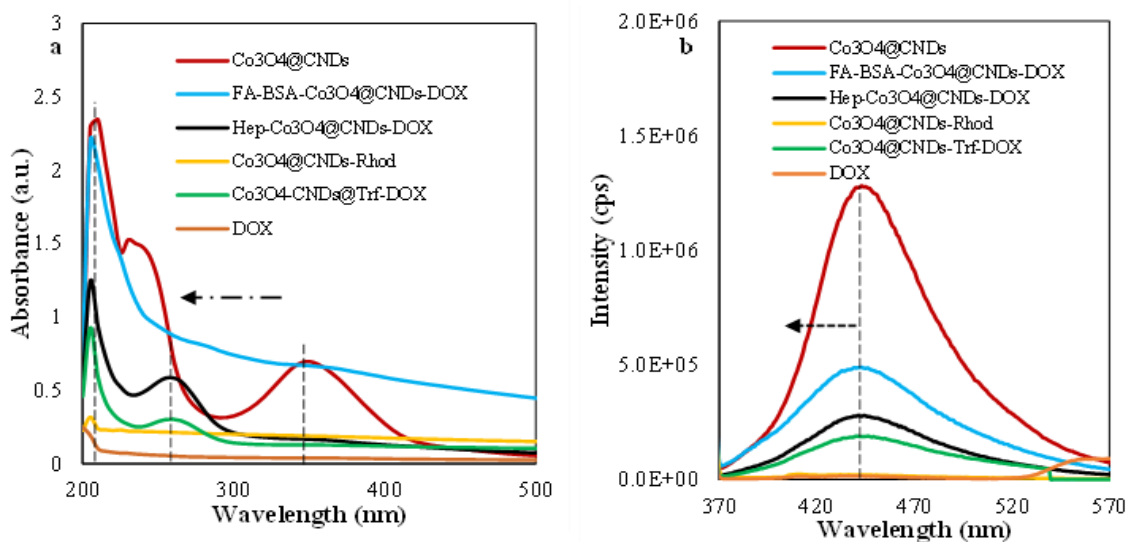 a
Absorbance (a.u.)
3
2.5
2
1.5
1
0.5
0
Co3O4@CNDs
FA-BSA-Co3O4@CNDs-DOX
Hep-Co3O4@CNDs-DOX
Co3O4@CNDs-Rhod
Co3O4-CNDs@Trf-DOX
DOX
200
300
400
500
Wavelength (nm)
b
Intensity (cps)
2.0E+06
1.5E+06
1.0E+06
5.0E+05
0.0E+00
Co3O4@CNDs
FA-BSA-Co3O4@CNDs-DOX
Hep-Co3O4@CNDs-DOX
Co3O4@CNDs-Rhod
Co3O4@CNDs-Trf-DOX
DOX
370
420
470
520
570
Wavelength (nm)